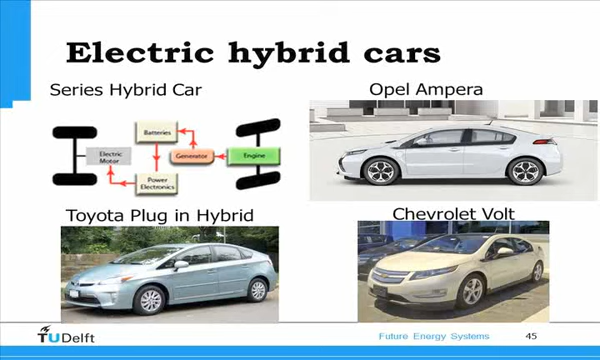 Electric hybrid cars
Series Hybrid Car
Opel Ampera
Batteries
Electric
Motor
Generator
Engine
Power
Electronics
Toyota Plug in Hybrid
Chevrolet Volt
TUDelft
Future Energy Systems
45